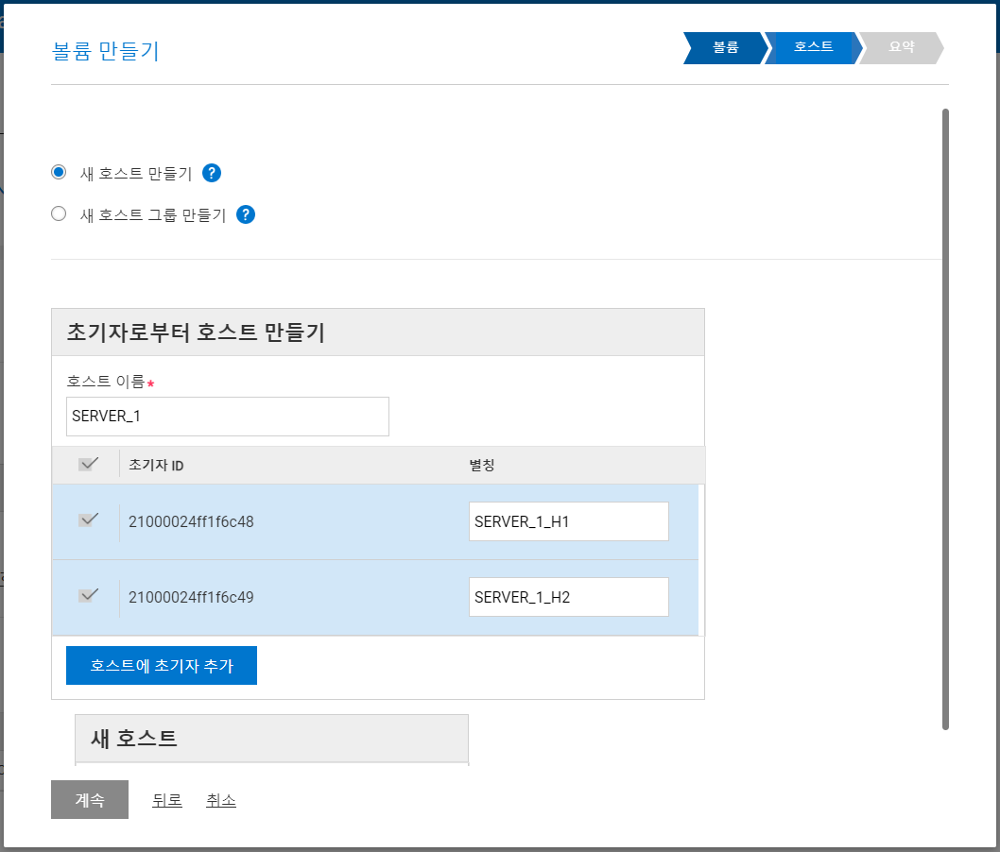 볼륨 만들기
볼륨
호스트
요약
새 호스트 만들기 ?
새 호스트 그룹 만들기 ?
초기자로부터 호스트 만들기
호스트 이름*
SERVER_1
초기자 ID 별칭
21000024ff1f6c48 SERVER_1_H1
21000024ff1f6c49 SERVER_1_H2
호스트에 초기자 추가
새 호스트
계속 뒤로 취소